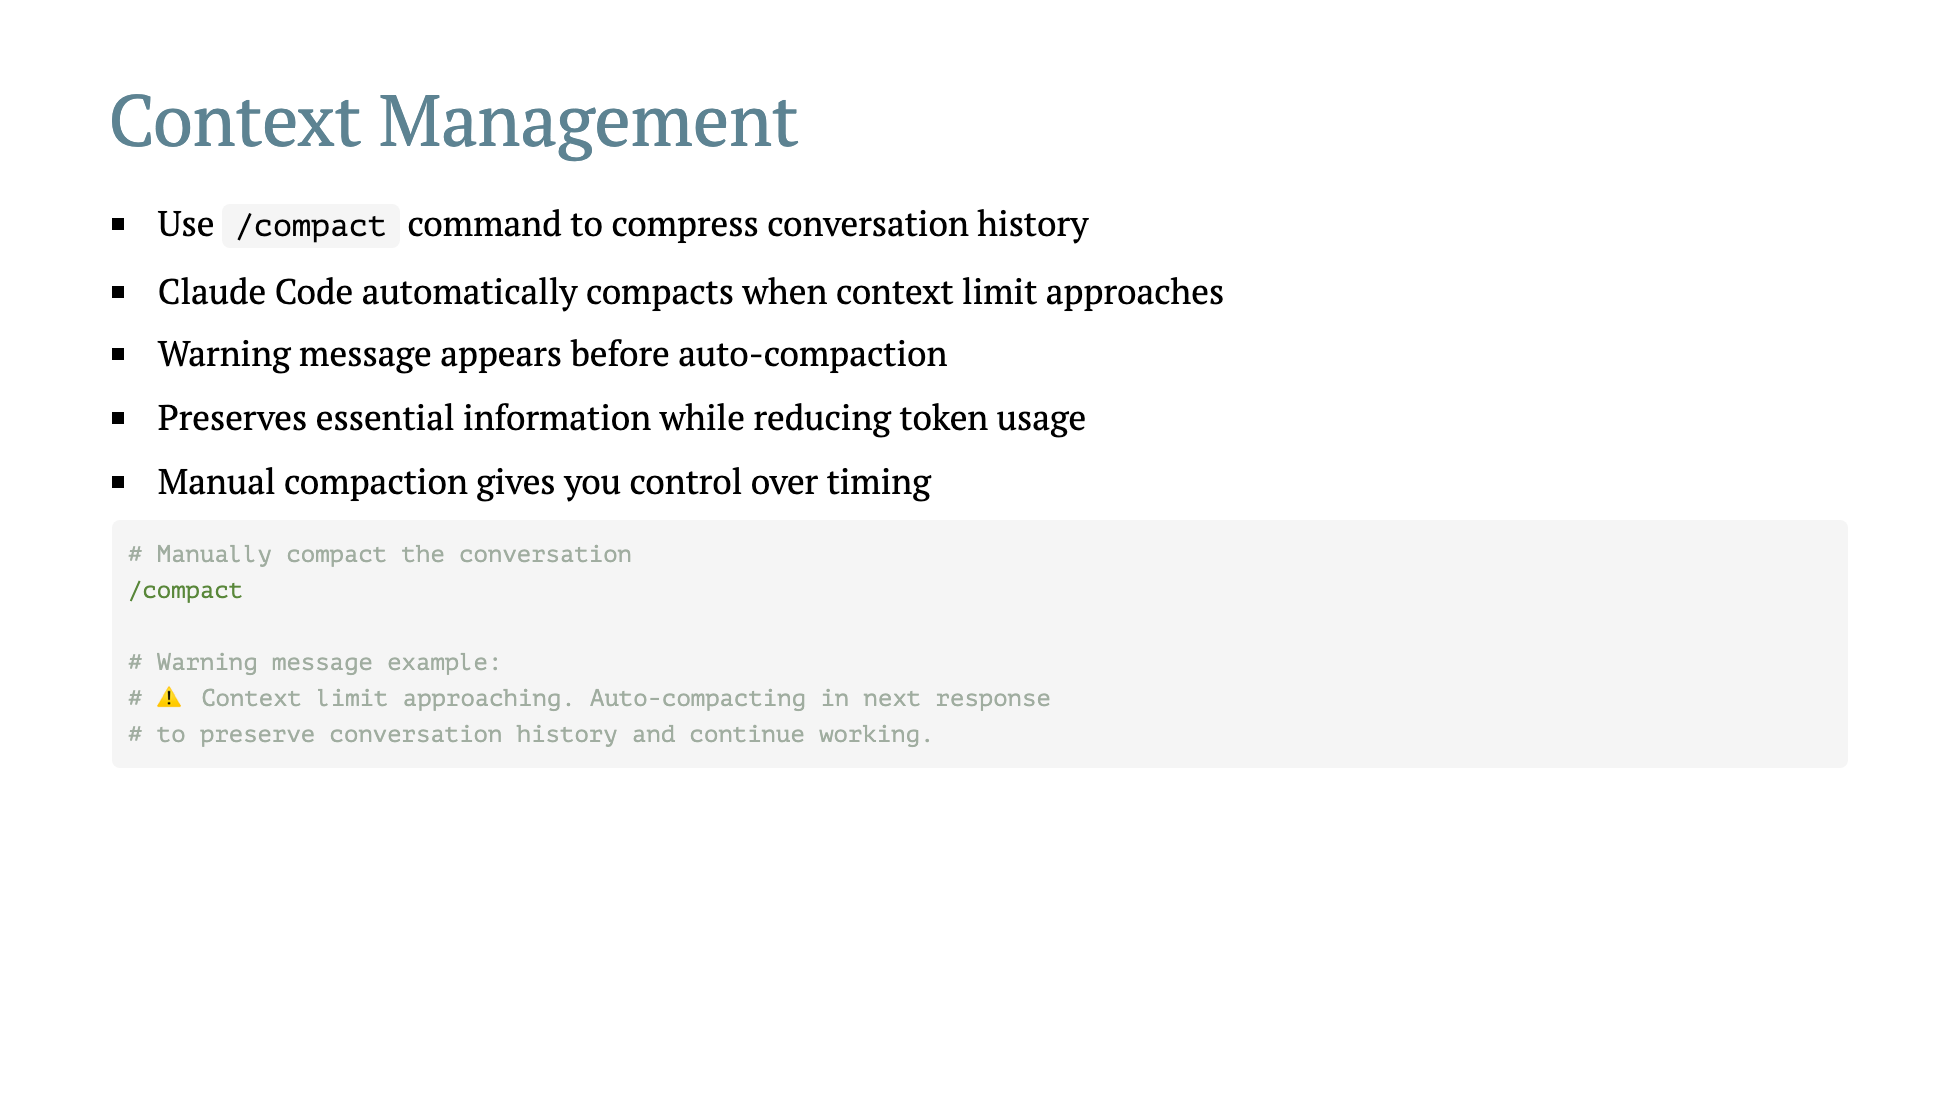 Context Management
▪ Use /compact command to compress conversation history
▪ Claude Code automatically compacts when context limit approaches
▪ Warning message appears before auto-compaction
▪ Preserves essential information while reducing token usage
▪ Manual compaction gives you control over timing
# Manually compact the conversation
/compact
# Warning message example:
# ⚠️ Context limit approaching. Auto-compacting in next response
# to preserve conversation history and continue working.